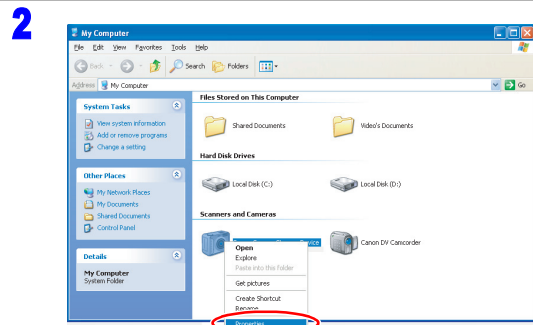 2
My Computer
File Edit View Favorites Tools Help
Back Search Folders
Address My Computer Go
System Tasks
View system information
Add or remove programs
Change a setting
Other Places
My Network Places
My Documents
Shared Documents
Control Panel
Details
My Computer
System Folder
Files Stored on This Computer
Shared Documents Video's Documents
Hard Disk Drives
Local Disk (C:) Local Disk (D:)
Scanners and Cameras
Canon DV Camcorder
Open
Explore
Paste into this Folder
Get pictures
Create Shortcut
Rename
Properties